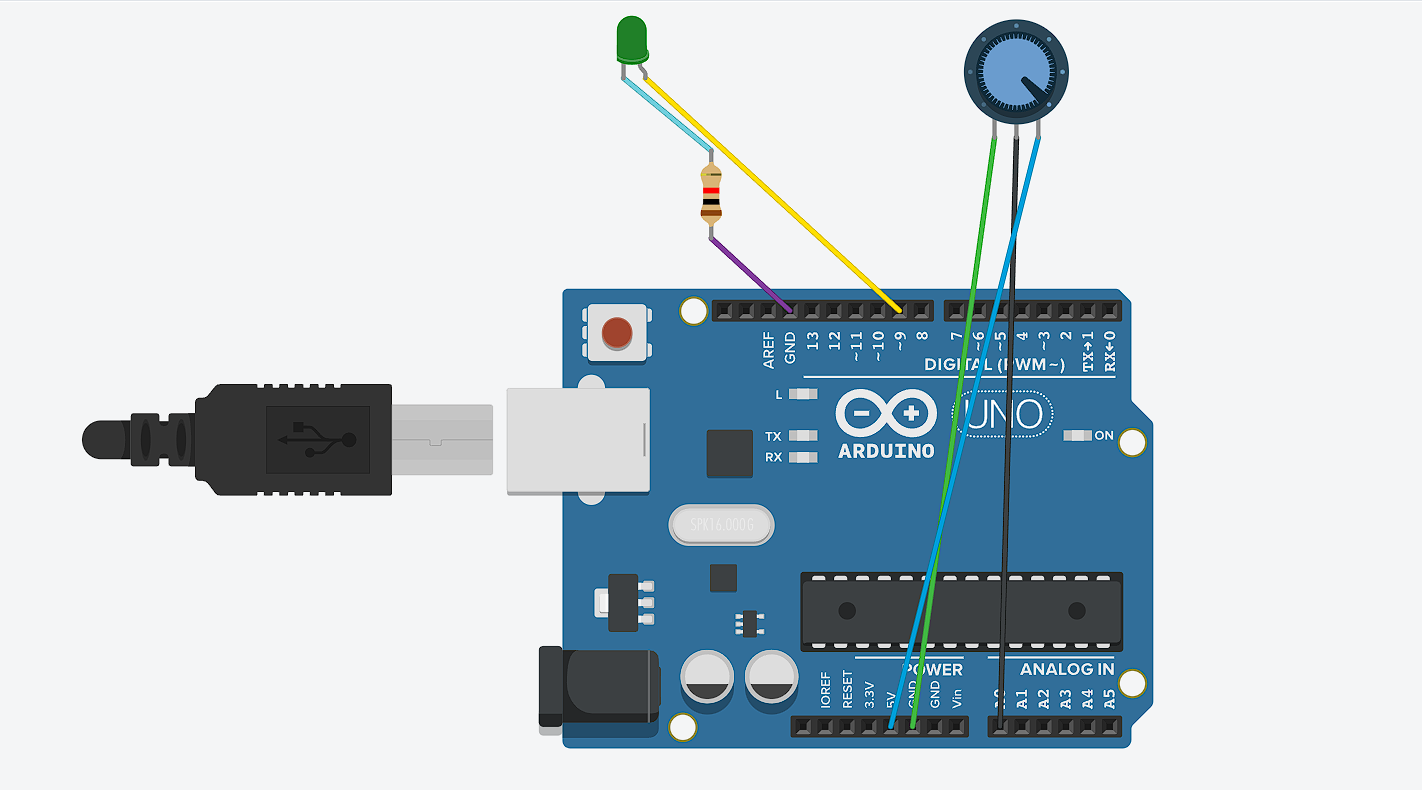 AREF
GND
13
12
~11
~10
~9
8
7
~6
~5
4
~3
2
TX→1
RX←0
DIGITAL (PWM~)
L
TX
RX
ARDUINO
UNO
ON
SPK16.000G
POWER
ANALOG IN
IOREF
RESET
3.3V
5V
GND
GND
Vin
A0
A1
A2
A3
A4
A5